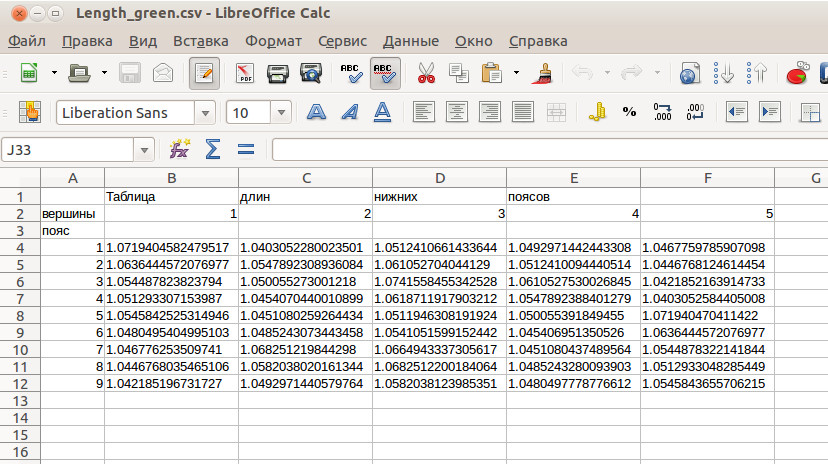 Length_green.csv - LibreOffice Calc
Файл Правка Вид Вставка Формат Сервис Данные Окно Справка
PDF ABC ABC
Liberation Sans 10 A A A % .000 .000
J33 fx Σ =
A B C D E F G
1 Таблица длин нижних поясов
2 вершины 1 2 3 4 5
3 пояс
4 1 1.0719404582479517 1.0403052280023501 1.0512410661433644 1.0492971442443308 1.0467759785907098
5 2 1.0636444572076977 1.0547892308936084 1.061052704044129 1.0512410094440514 1.0446768124614454
6 3 1.054487823823794 1.050055273001218 1.0741558455342528 1.0610527530026845 1.0421852163914733
7 4 1.051293307153987 1.0454070440010899 1.0618711917903212 1.0547892388401279 1.0403052584405008
8 5 1.0545842525314946 1.0451080259264434 1.0511946308191924 1.050055391849455 1.071940470411422
9 6 1.0480495404995103 1.0485243073443458 1.0541051599152442 1.045406951350526 1.0636444572076977
10 7 1.046776253509741 1.068251219844298 1.0664943337305617 1.0451080437489564 1.0544878322141844
11 8 1.0446768035465106 1.0582038020161344 1.0682512200184064 1.0485243280093903 1.0512933048285449
12 9 1.042185196731727 1.0492971440579764 1.0582038123985351 1.0480497778776612 1.0545843655706215
13
14
15
16